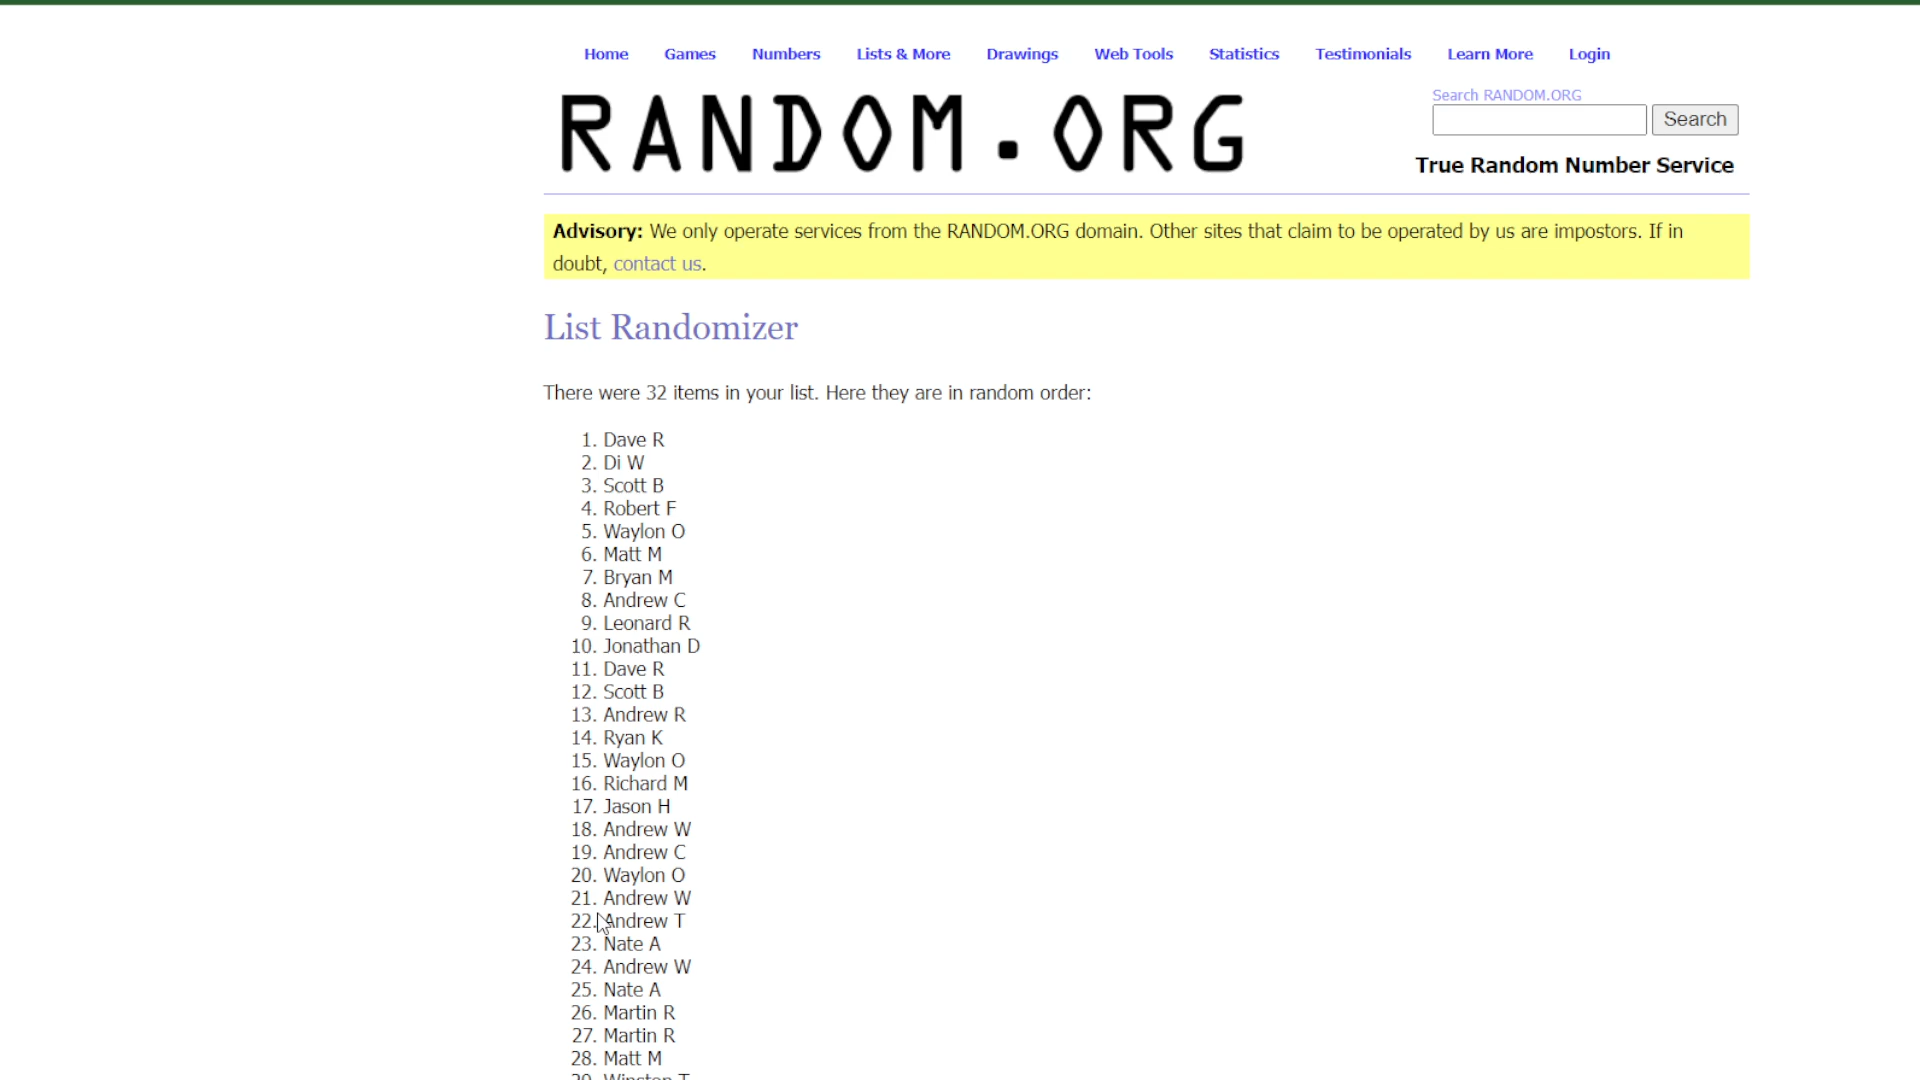 Home Games Numbers Lists & More Drawings Web Tools Statistics Testimonials Learn More Login
RANDOM.ORG
Search RANDOM.ORG
Search
True Random Number Service
Advisory: We only operate services from the RANDOM.ORG domain. Other sites that claim to be operated by us are impostors. If in
doubt, contact us.
List Randomizer
There were 32 items in your list. Here they are in random order:
1. Dave R
2. Di W
3. Scott B
4. Robert F
5. Waylon O
6. Matt M
7. Bryan M
8. Andrew C
9. Leonard R
10. Jonathan D
11. Dave R
12. Scott B
13. Andrew R
14. Ryan K
15. Waylon O
16. Richard M
17. Jason H
18. Andrew W
19. Andrew C
20. Waylon O
21. Andrew W
22. Andrew T
23. Nate A
24. Andrew W
25. Nate A
26. Martin R
27. Martin R
28. Matt M